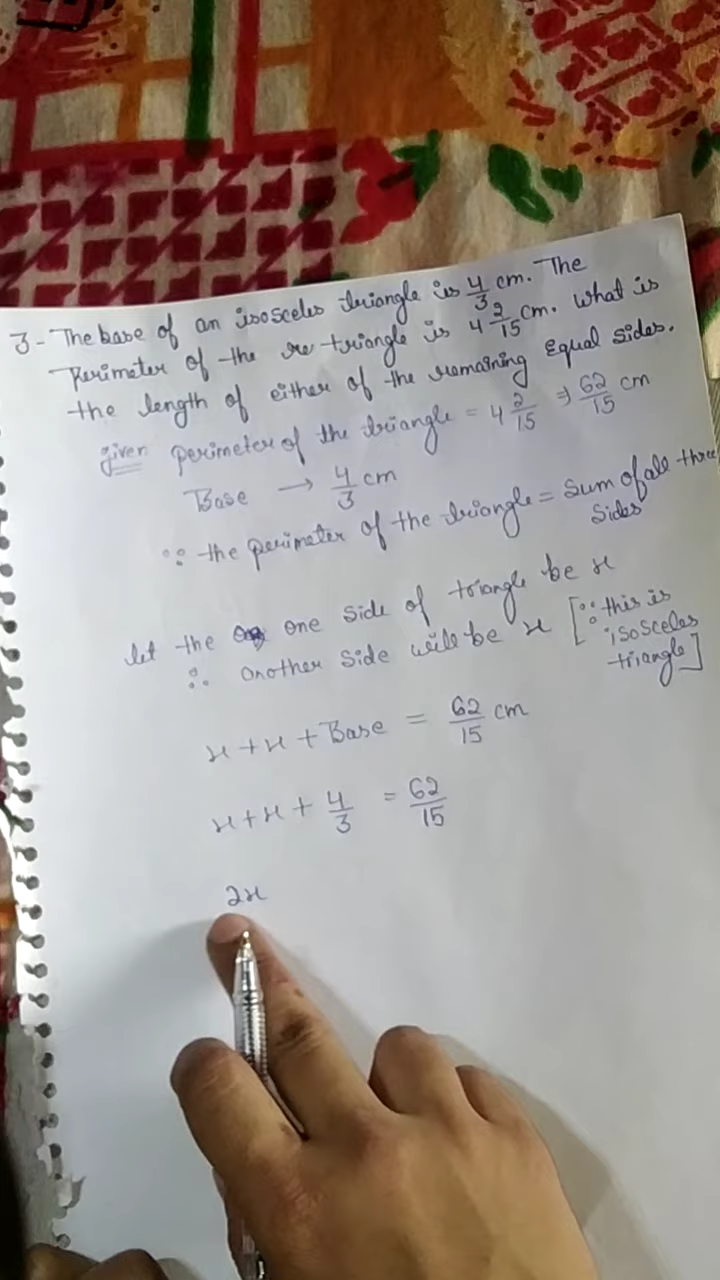 3- The base of an isosceles triangle is 4/3 cm. The
Perimeter of the re triangle is 4 2/15 cm. What is
the length of either of the remaining Equal sides.
given perimeter of the triangle = 4 2/15 ⇒ 62/15 cm
Base → 4/3 cm
∵ the perimeter of the triangle = Sum of all three
sides
let the one side of triangle be x
∴ another side will be x [∵ this is
isosceles
triangle]
x + x + Base = 62/15 cm
x + x + 4/3 = 62/15
2x